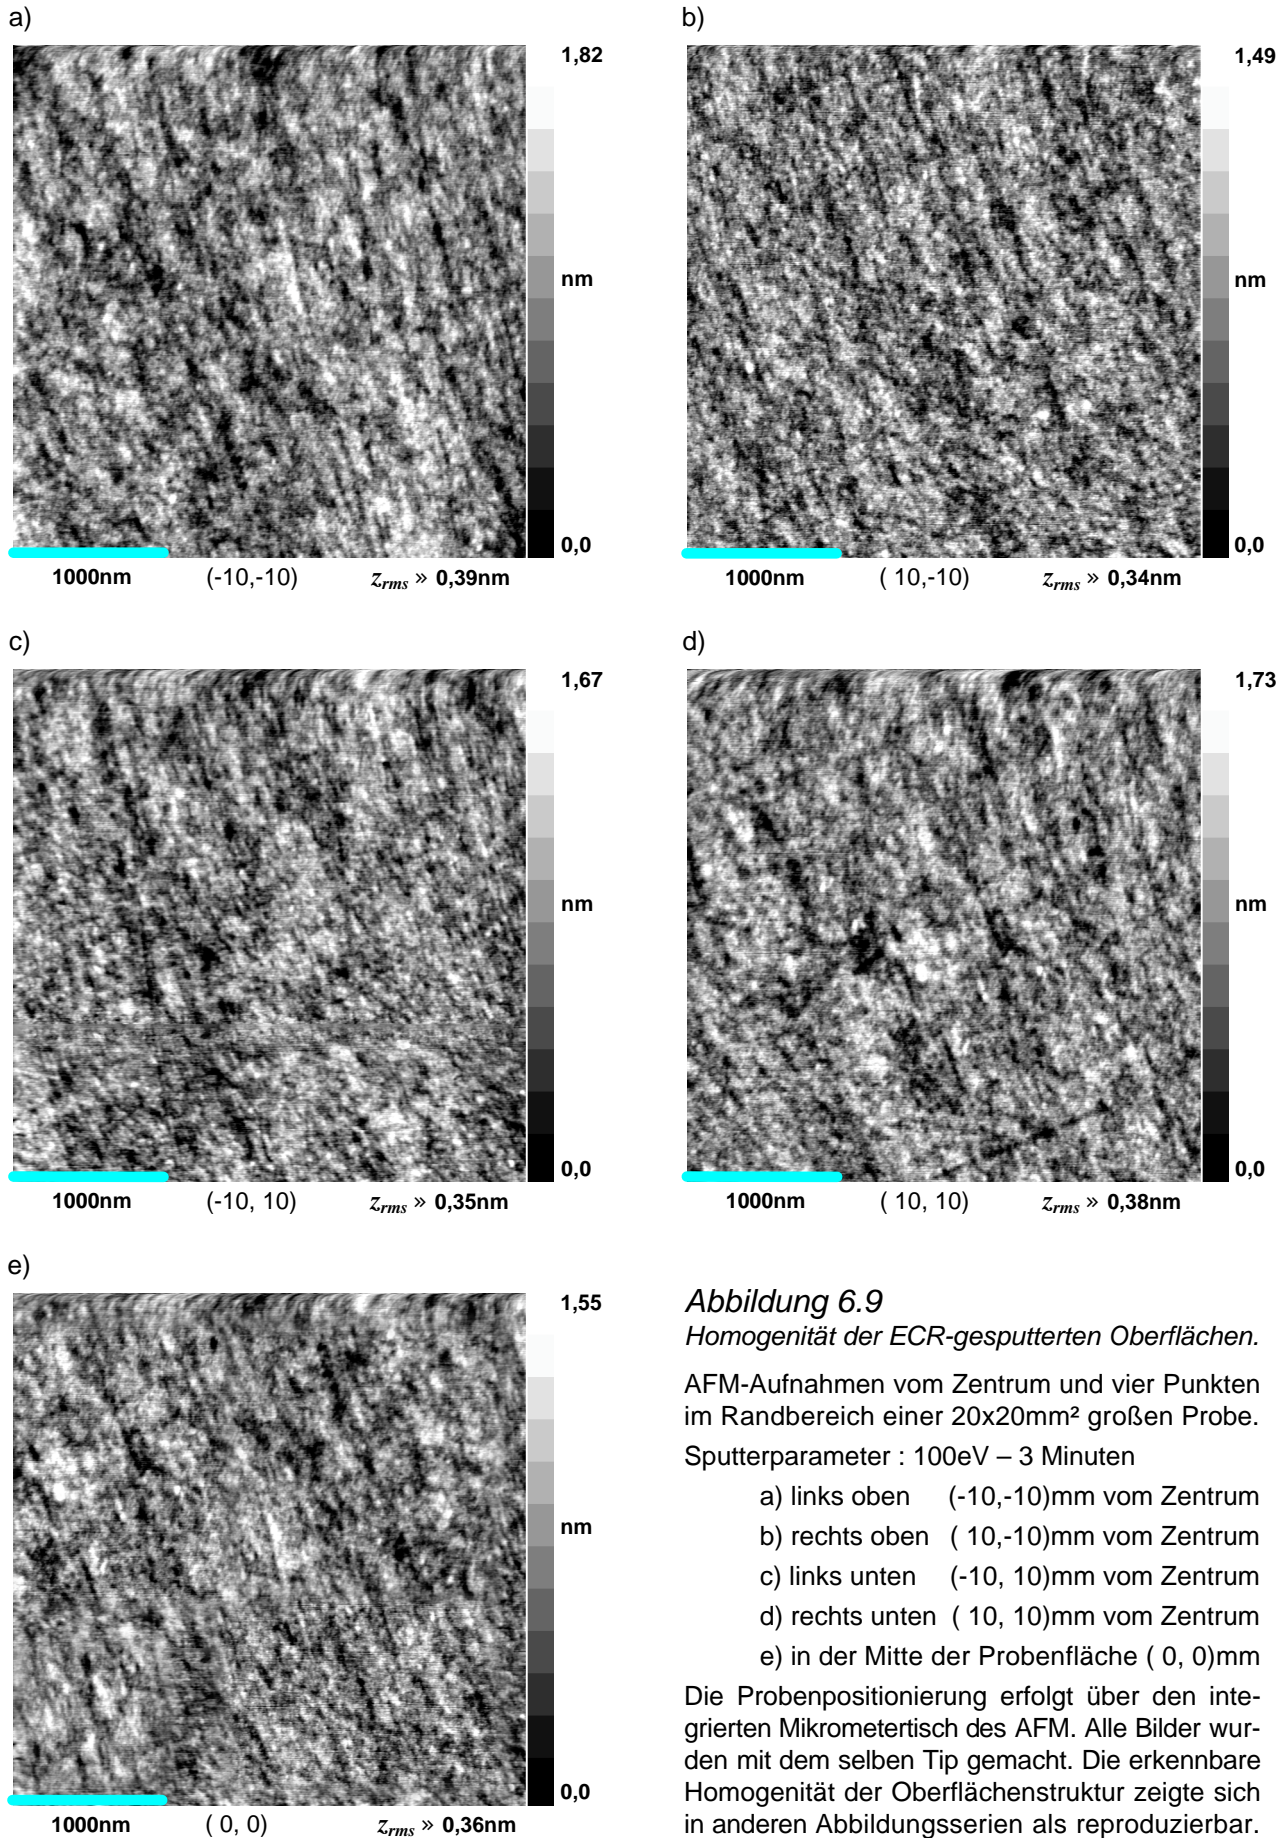 a)
1,82
nm
0,0
1000nm (-10,-10) zrms » 0,39nm
b)
1,49
nm
0,0
1000nm ( 10,-10) zrms » 0,34nm
c)
1,67
nm
0,0
1000nm (-10, 10) zrms » 0,35nm
d)
1,73
nm
0,0
1000nm ( 10, 10) zrms » 0,38nm
e)
1,55
nm
0,0
1000nm ( 0, 0) zrms » 0,36nm
Abbildung 6.9
Homogenität der ECR-gesputterten Oberflächen.
AFM-Aufnahmen vom Zentrum und vier Punkten
im Randbereich einer 20x20mm² großen Probe.
Sputterparameter : 100eV – 3 Minuten
a) links oben (-10,-10)mm vom Zentrum
b) rechts oben ( 10,-10)mm vom Zentrum
c) links unten (-10, 10)mm vom Zentrum
d) rechts unten ( 10, 10)mm vom Zentrum
e) in der Mitte der Probenfläche ( 0, 0)mm
Die Probenpositionierung erfolgt über den inte-
grierten Mikrometertisch des AFM. Alle Bilder wur-
den mit dem selben Tip gemacht. Die erkennbare
Homogenität der Oberflächenstruktur zeigte sich
in anderen Abbildungsserien als reproduzierbar.